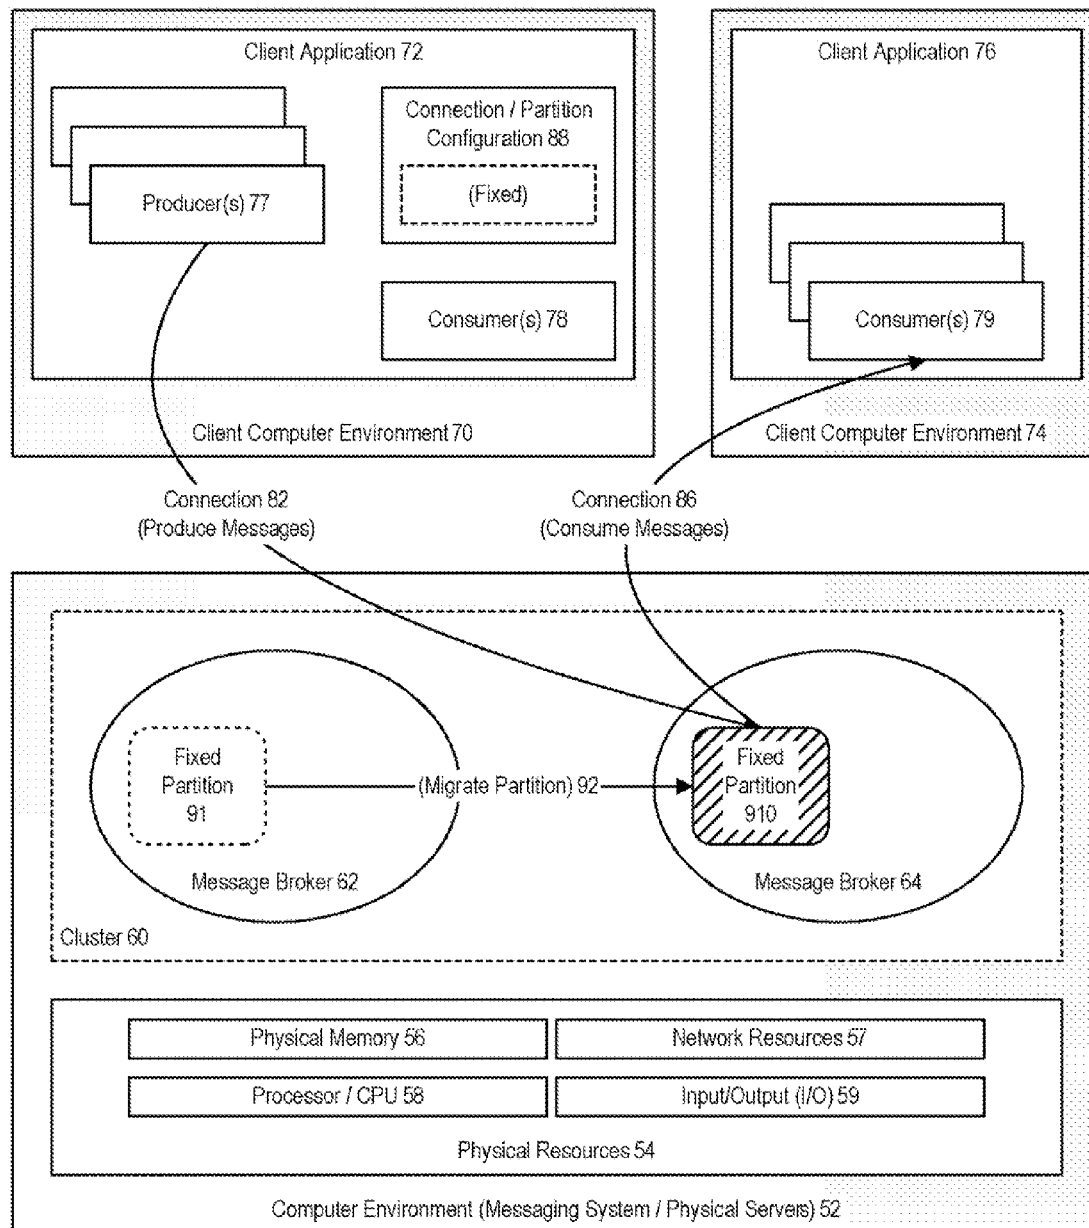 Client Application 72
Client Application 76
Connection / Partition
Configuration 88
(Fixed)
Producer(s) 77
Consumer(s) 78
Consumer(s) 79
Client Computer Environment 70
Client Computer Environment 74
Connection 82
(Produce Messages)
Connection 86
(Consume Messages)
Fixed
Partition
91
(Migrate Partition) 92
Fixed
Partition
910
Message Broker 62
Message Broker 64
Cluster 60
Physical Memory 56
Network Resources 57
Processor / CPU 58
Input/Output (I/O) 59
Physical Resources 54
Computer Environment (Messaging System / Physical Servers) 52